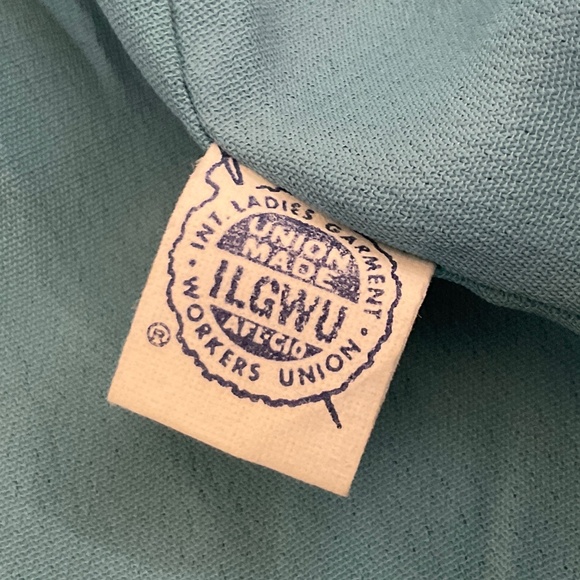 INT. LADIES GARMENT
UNION
MADE
ILGWU
AFL-CIO
WORKERS UNION
®